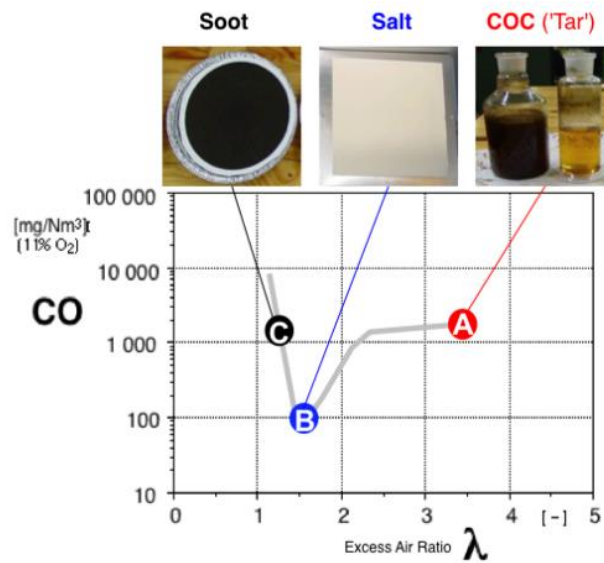 Soot Salt COC ('Tar')
100 000
[mg/Nm³]
(11% O₂)
10 000
CO
1 000
100
10
C
B
A
0 1 2 3 4 5
[-]
Excess Air Ratio λ